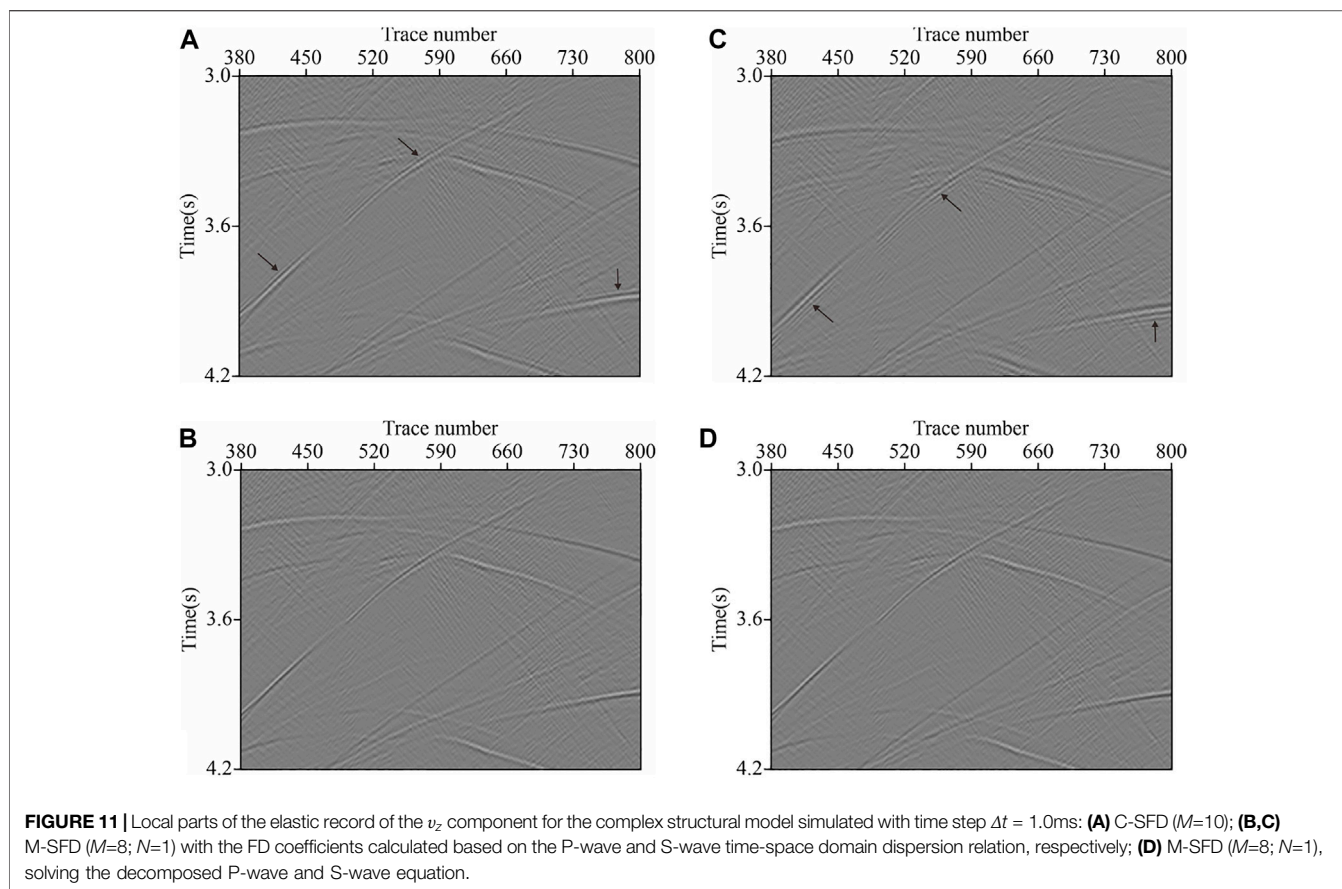 A
Trace number
380 450 520 590 660 730 800
3.0
Time(s)
3.6
4.2
C
Trace number
380 450 520 590 660 730 800
3.0
Time(s)
3.6
4.2
B
Trace number
380 450 520 590 660 730 800
3.0
Time(s)
3.6
4.2
D
Trace number
380 450 520 590 660 730 800
3.0
Time(s)
3.6
4.2
FIGURE 11 | Local parts of the elastic record of the v_z component for the complex structural model simulated with time step Δt = 1.0ms: (A) C-SFD (M=10); (B,C)
M-SFD (M=8; N=1) with the FD coefficients calculated based on the P-wave and S-wave time-space domain dispersion relation, respectively; (D) M-SFD (M=8; N=1),
solving the decomposed P-wave and S-wave equation.